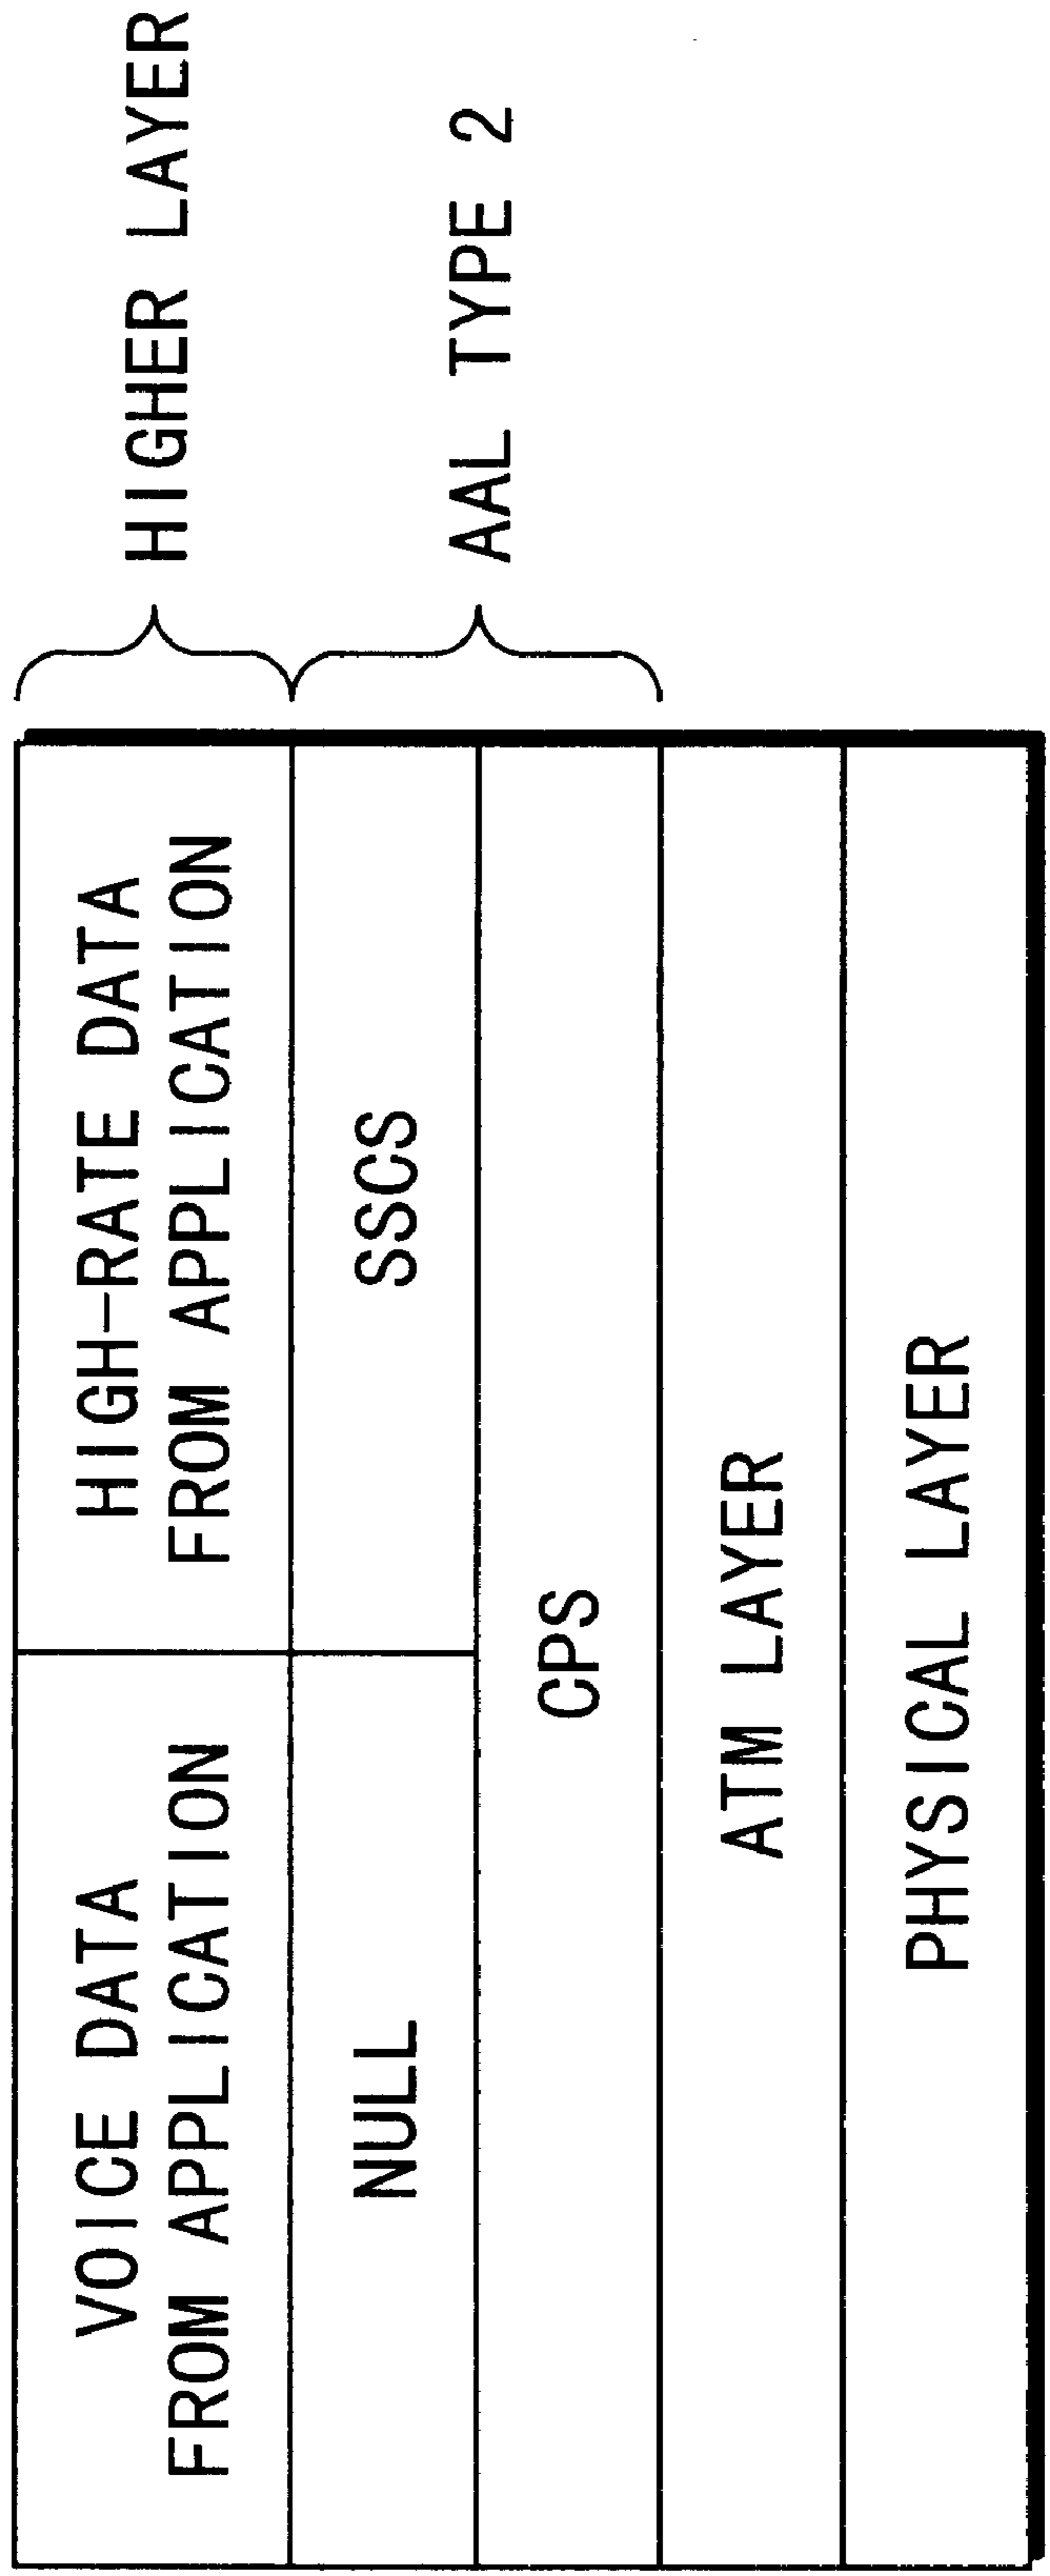 VOICE DATA
FROM APPLICATION
HIGH-RATE DATA
FROM APPLICATION
HIGHER LAYER
NULL
SSCS
AAL TYPE 2
CPS
ATM LAYER
PHYSICAL LAYER